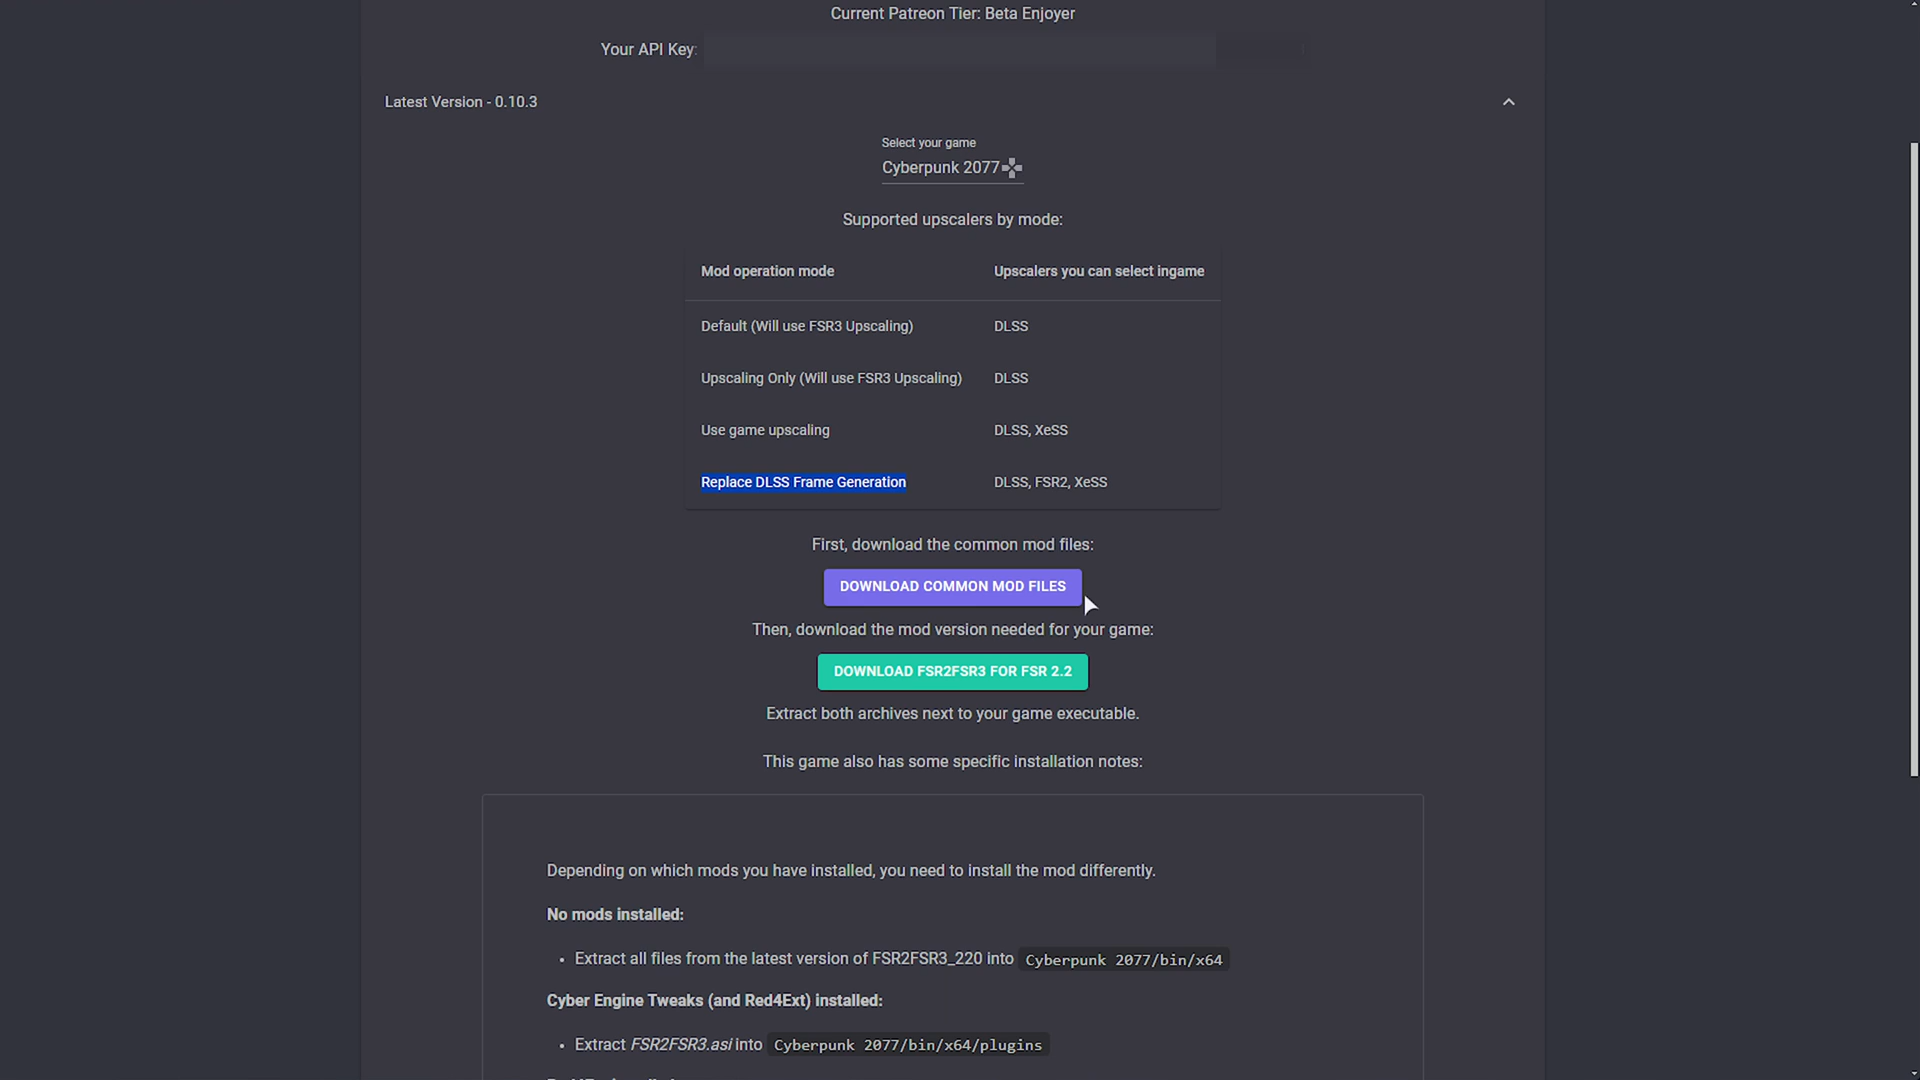 Current Patreon Tier: Beta Enjoyer
Your API Key:
Latest Version - 0.10.3
Select your game
Cyberpunk 2077
Supported upscalers by mode:
Mod operation mode Upscalers you can select ingame
Default (Will use FSR3 Upscaling) DLSS
Upscaling Only (Will use FSR3 Upscaling) DLSS
Use game upscaling DLSS, XeSS
Replace DLSS Frame Generation DLSS, FSR2, XeSS
First, download the common mod files:
DOWNLOAD COMMON MOD FILES
Then, download the mod version needed for your game:
DOWNLOAD FSR2FSR3 FOR FSR 2.2
Extract both archives next to your game executable.
This game also has some specific installation notes:
Depending on which mods you have installed, you need to install the mod differently.
No mods installed:
• Extract all files from the latest version of FSR2FSR3_220 into Cyberpunk 2077/bin/x64
Cyber Engine Tweaks (and Red4Ext) installed:
• Extract FSR2FSR3.asi into Cyberpunk 2077/bin/x64/plugins